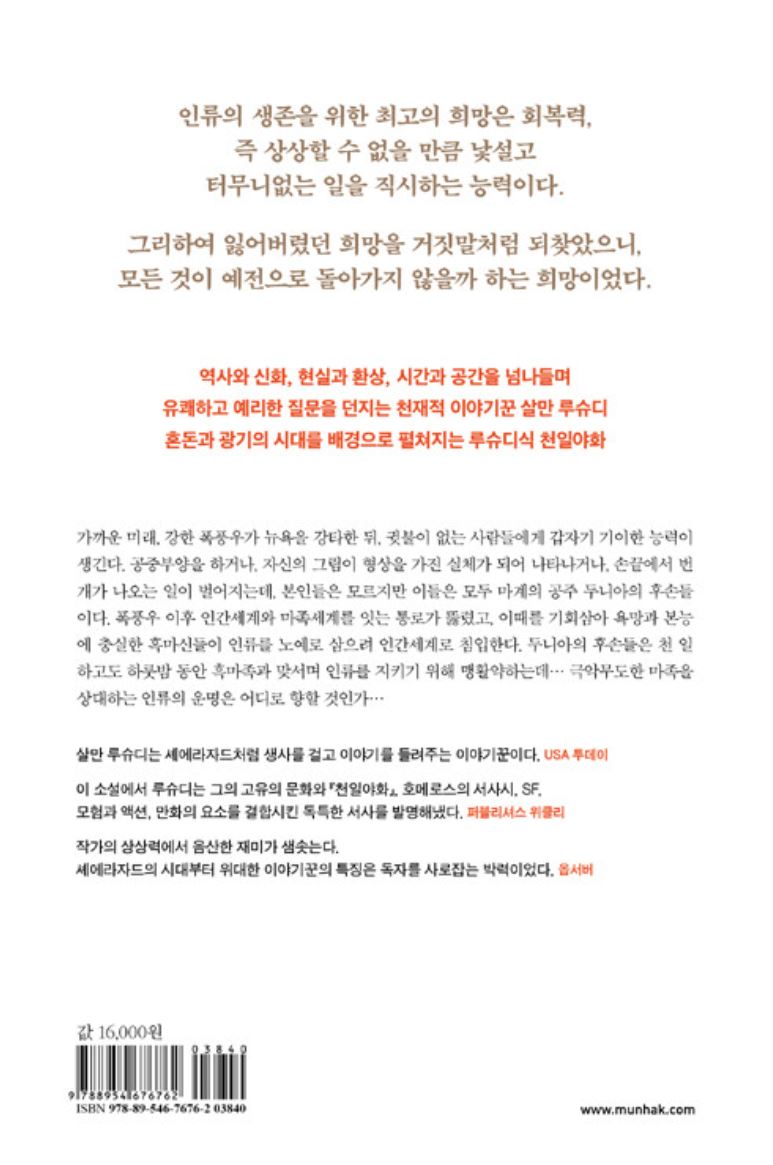 인류의 생존을 위한 최고의 희망은 회복력,
즉 상상할 수 없을 만큼 낯설고
터무니없는 일을 직시하는 능력이다.
그리하여 잃어버렸던 희망을 거짓말처럼 되찾았으니,
모든 것이 예전으로 돌아가지 않을까 하는 희망이었다.
역사와 신화, 현실과 환상, 시간과 공간을 넘나들며
유쾌하고 예리한 질문을 던지는 천재적 이야기꾼 살만 루슈디
혼돈과 광기의 시대를 배경으로 펼쳐지는 루슈디식 천일야화
가까운 미래, 강한 폭풍우가 뉴욕을 강타한 뒤, 귓불이 없는 사람들에게 갑자기 기이한 능력이
생긴다. 공중부양을 하거나, 자신의 그림이 형상을 가진 실체가 되어 나타나거나, 손끝에서 번
개가 나오는 일이 벌어지는데, 본인들은 모르지만 이들은 모두 마계의 공주 두니아의 후손들
이다. 폭풍우 이후 인간세계와 마족세계를 잇는 통로가 뚫렸고, 이때를 기회삼아 욕망과 본능
에 충실한 흑마신들이 인류를 노예로 삼으려 인간세계로 침입한다. 두니아의 후손들은 천 일
하고도 하룻밤 동안 흑마족과 맞서며 인류를 지키기 위해 맹활약하는데… 극악무도한 마족을
상대하는 인류의 운명은 어디로 향할 것인가…
살만 루슈디는 셰에라자드처럼 생사를 걸고 이야기를 들려주는 이야기꾼이다. USA 투데이
이 소설에서 루슈디는 그의 고유의 문화와 『천일야화』, 호메로스의 서사시, SF,
모험과 액션, 만화의 요소를 결합시킨 독특한 서사를 발명해냈다. 퍼블리셔스 위클리
작가의 상상력에서 음산한 재미가 샘솟는다.
셰에라자드의 시대부터 위대한 이야기꾼의 특징은 독자를 사로잡는 박력이었다. 옵서버
값 16,000원
03840
9 788954 676762
ISBN 978-89-546-7676-2 03840
www.munhak.com